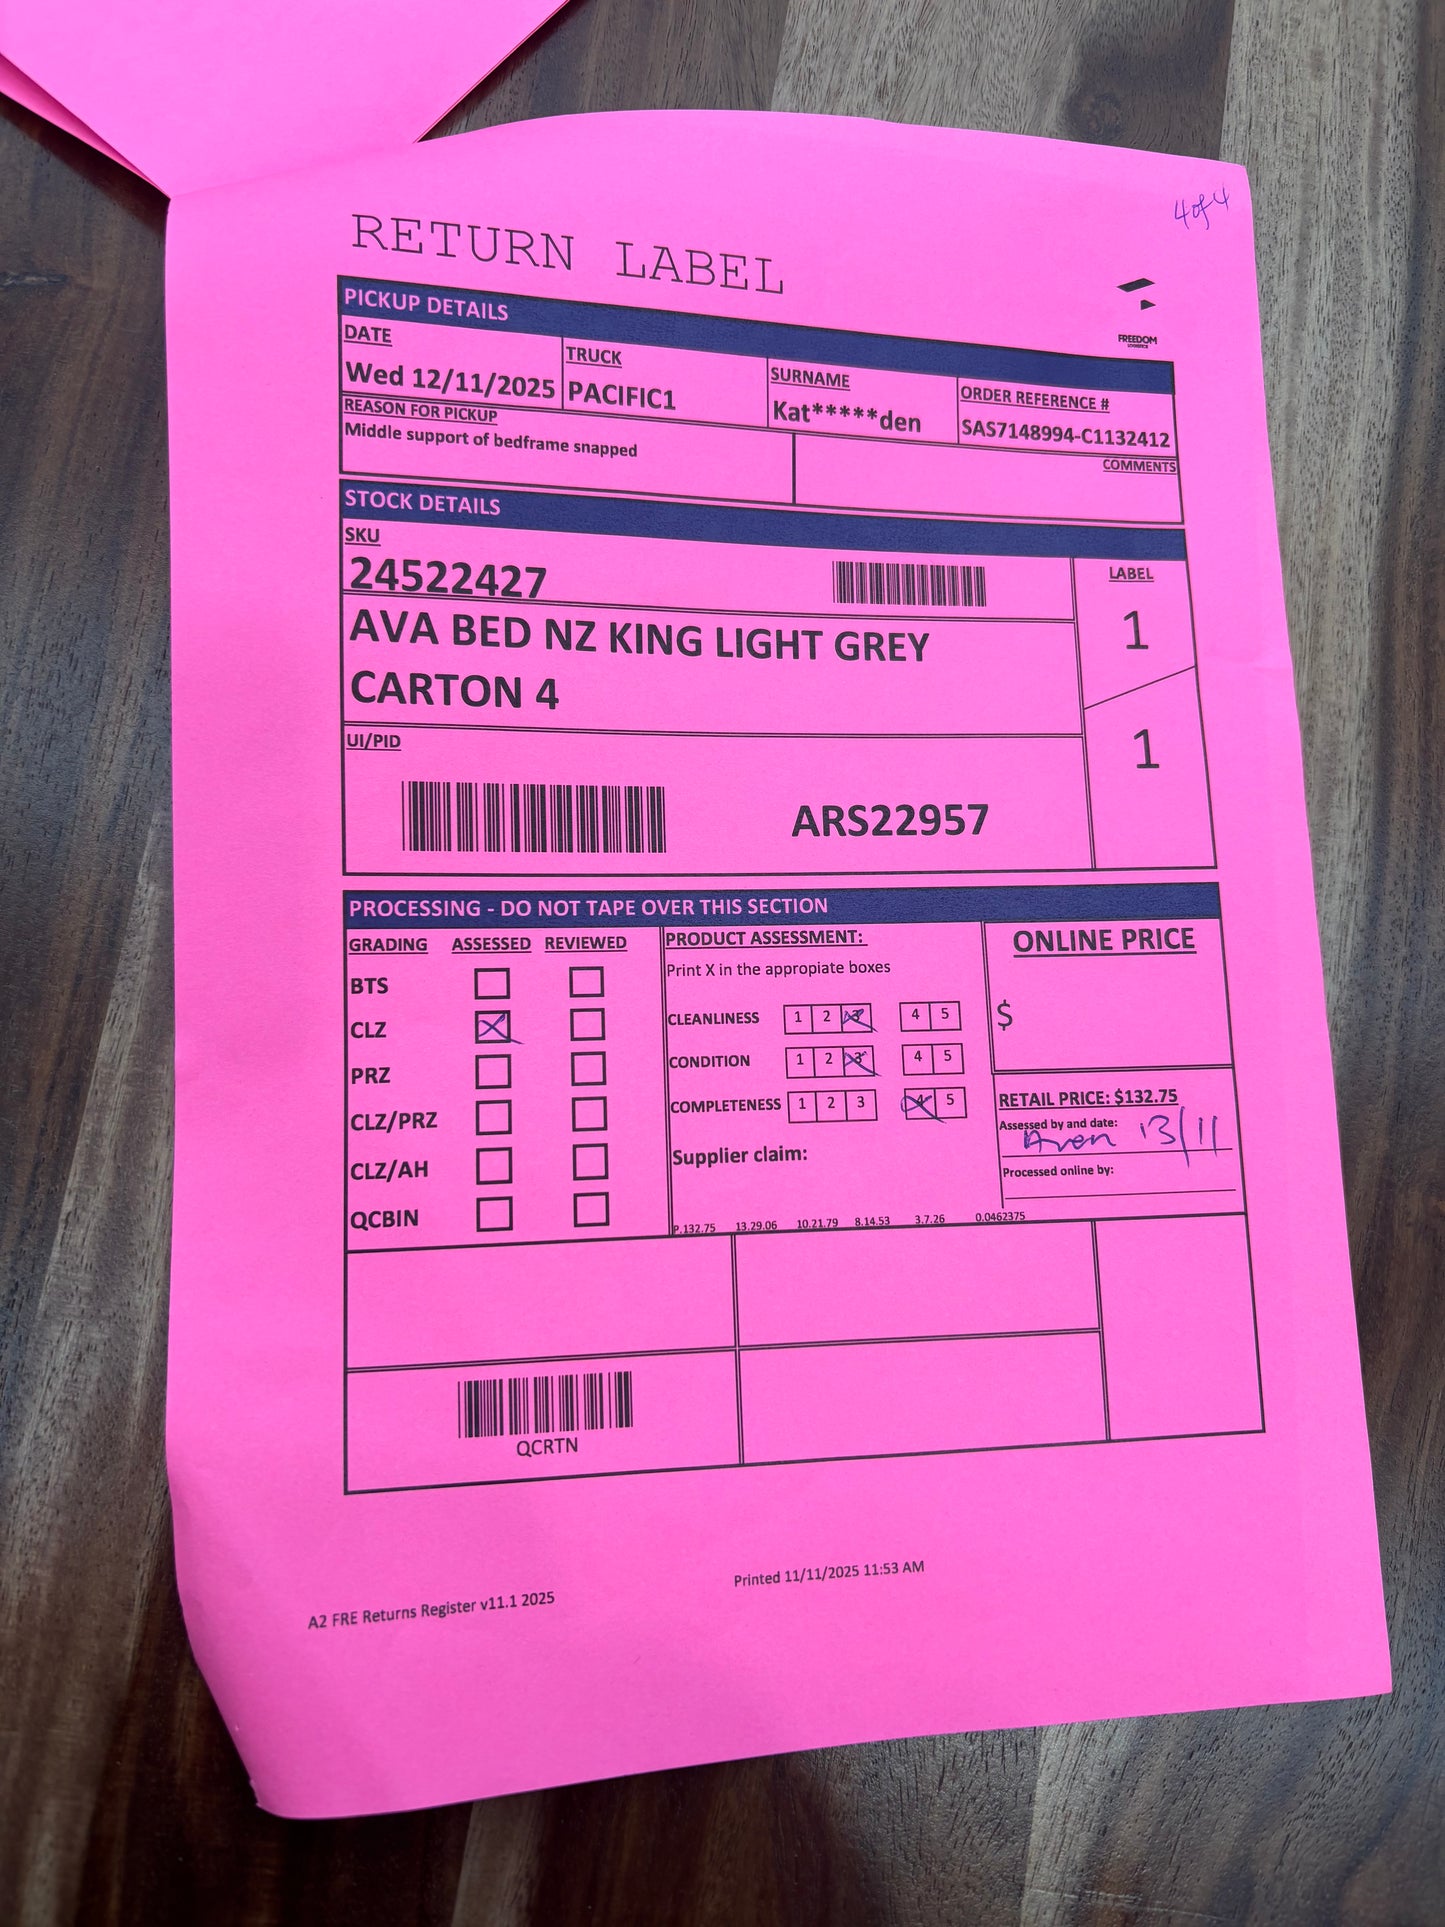 4 of 4
RETURN LABEL
FREEDOM
LOGISTICS
PICKUP DETAILS
DATE
Wed 12/11/2025
TRUCK
PACIFIC1
SURNAME
Kat*****den
ORDER REFERENCE #
SAS7148994-C1132412
REASON FOR PICKUP
Middle support of bedframe snapped
COMMENTS
STOCK DETAILS
SKU
24522427
LABEL
1
1
AVA BED NZ KING LIGHT GREY
CARTON 4
UI/PID
ARS22957
PROCESSING - DO NOT TAPE OVER THIS SECTION
GRADING ASSESSED REVIEWED
BTS
CLZ X
PRZ
CLZ/PRZ
CLZ/AH
QCBIN
PRODUCT ASSESSMENT:
Print X in the appropiate boxes
CLEANLINESS 1 2 3 4 5
CONDITION 1 2 3 4 5
COMPLETENESS 1 2 3 4 5
Supplier claim:
P.132.75 13.29.06 10.21.79 8.14.53 3.7.26 0.0462375
ONLINE PRICE
$
RETAIL PRICE: $132.75
Assessed by and date:
13/11
Processed online by:
QCRTN
A2 FRE Returns Register v11.1 2025
Printed 11/11/2025 11:53 AM